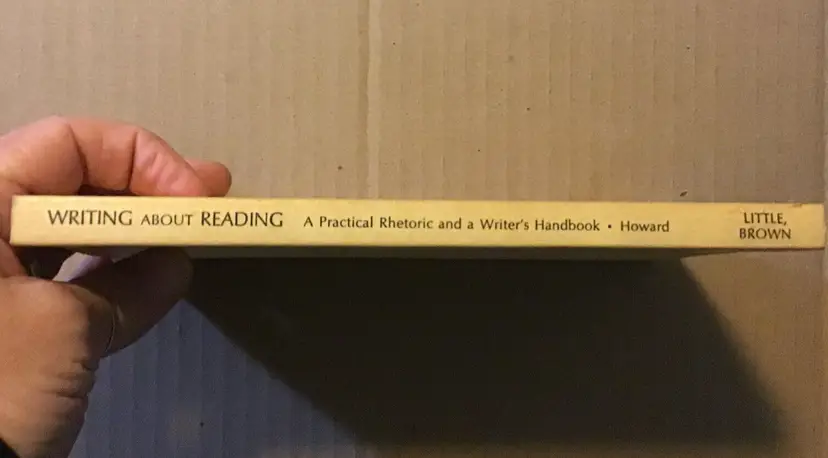 WRITING ABOUT READING A Practical Rhetoric and a Writer's Handbook • Howard
LITTLE,
BROWN